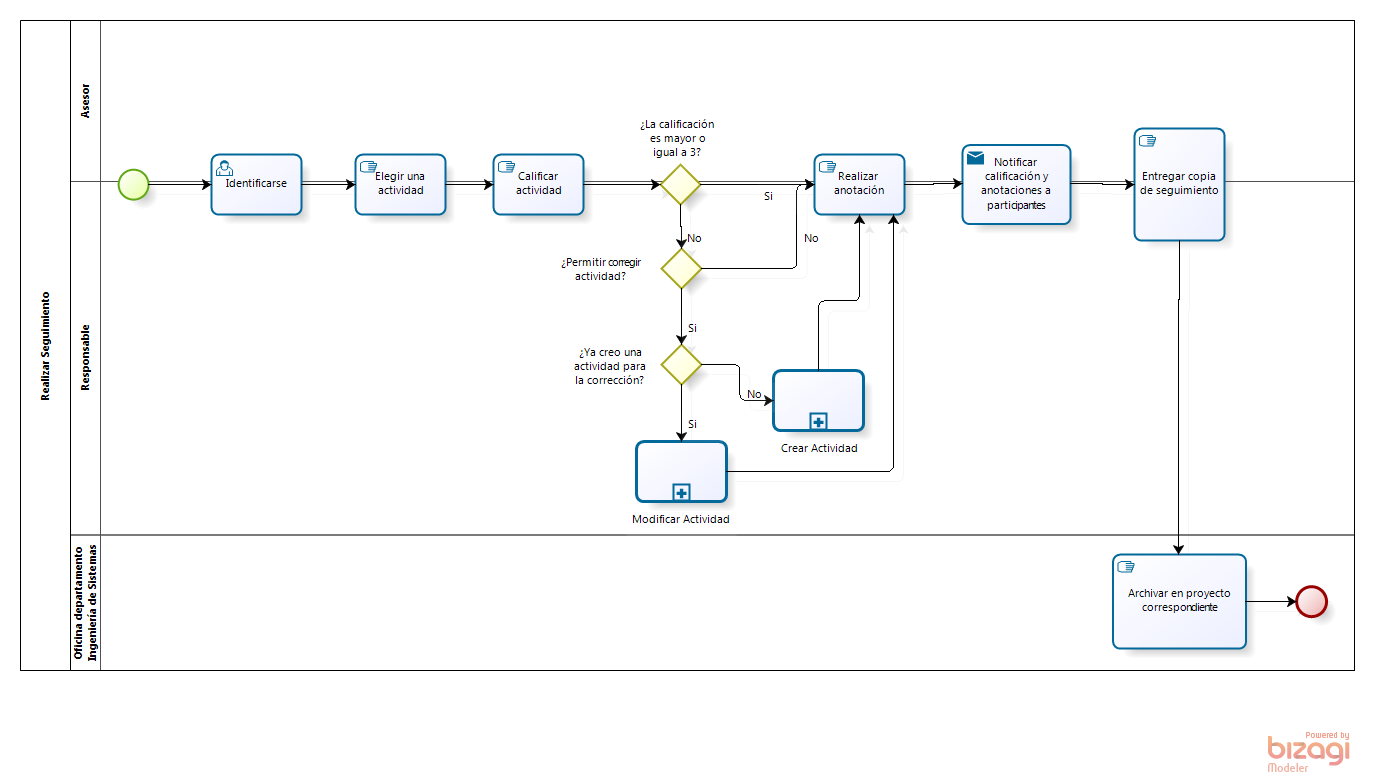 Realizar Seguimiento
Asesor
Responsable
Oficina departamento
Ingeniería de Sistemas
Identificarse
Elegir una
actividad
Calificar
actividad
¿La calificación
es mayor o
igual a 3?
Si
No
¿Permitir corregir
actividad?
No
Si
¿Ya creo una
actividad para
la corrección?
No
Si
Crear Actividad
Modificar Actividad
Realizar
anotación
Notificar
calificación y
anotaciones a
participantes
Entregar copia
de seguimiento
Archivar en proyecto
correspondiente
Powered by
bizagi
Modeler